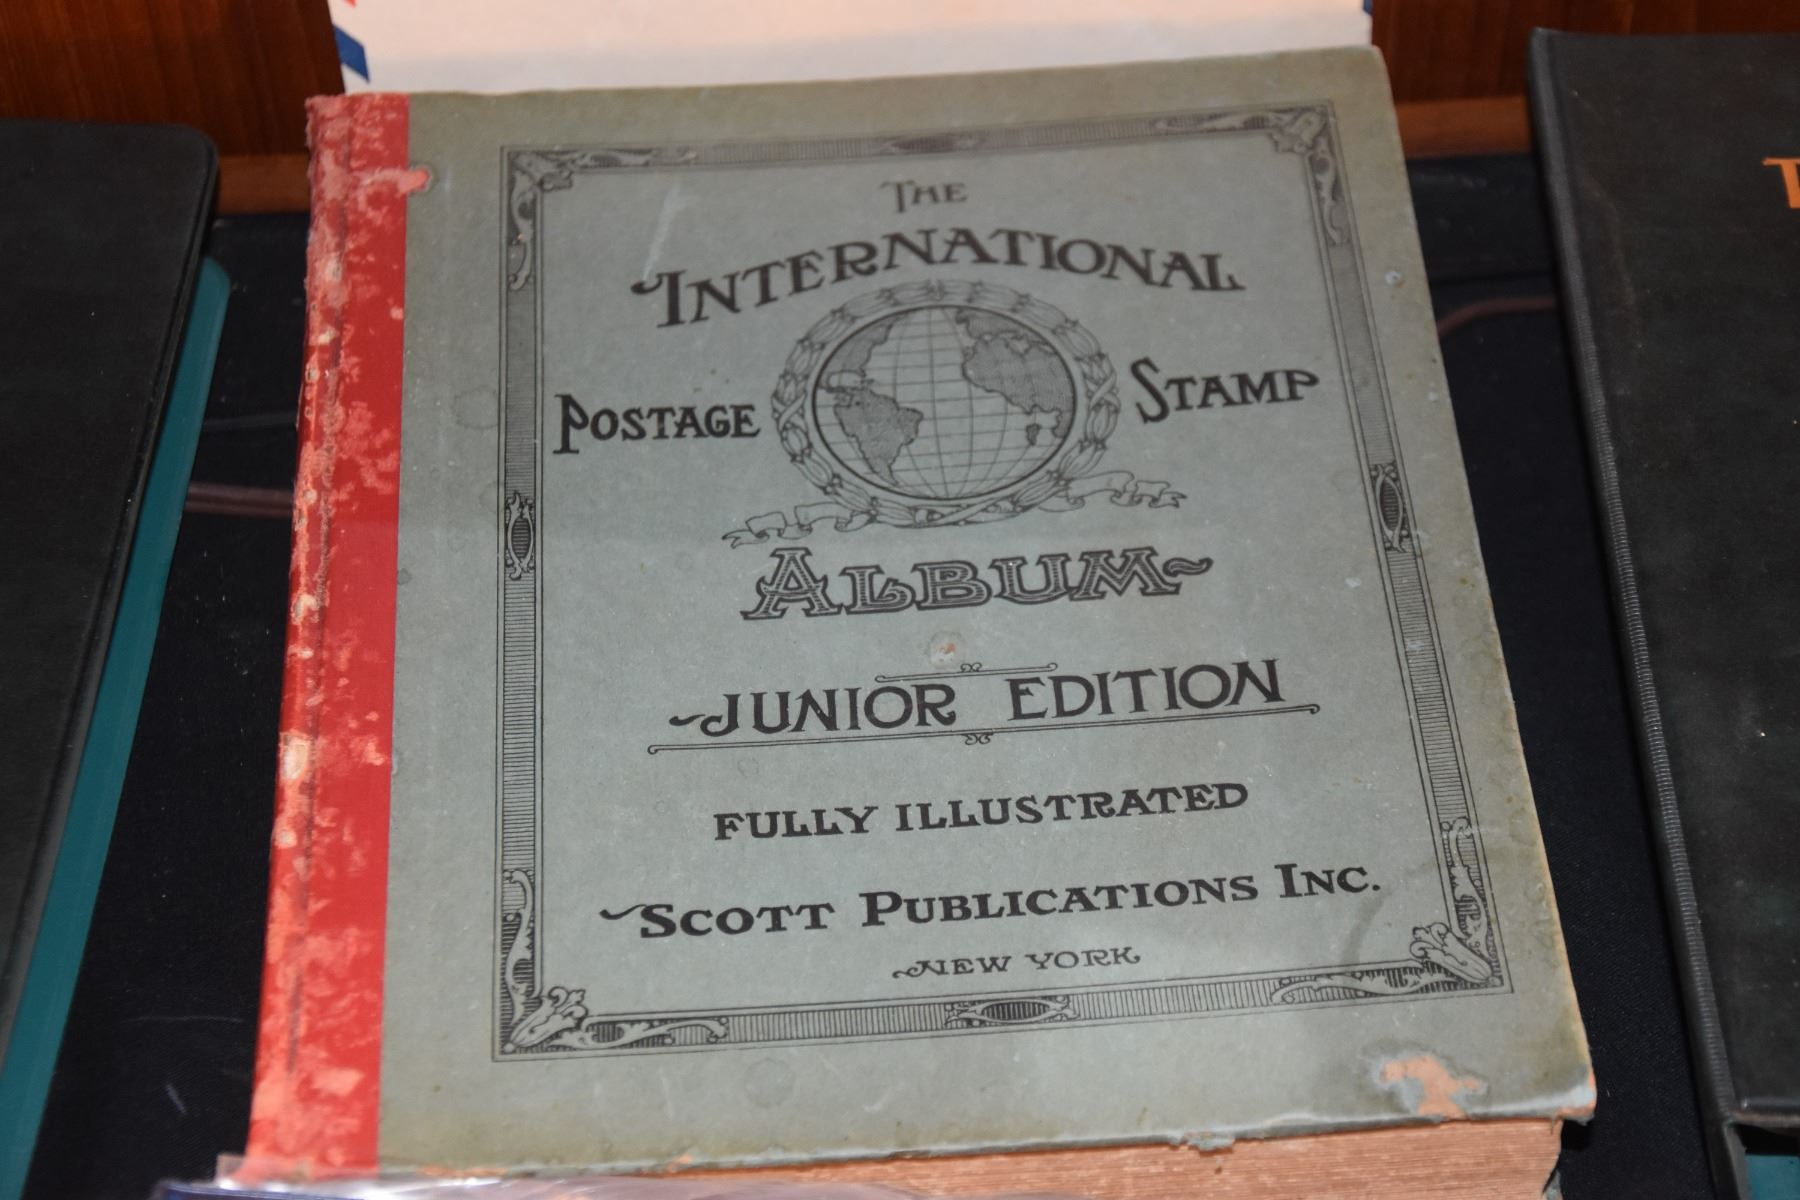 THE
INTERNATIONAL
POSTAGE STAMP
ALBUM
JUNIOR EDITION
FULLY ILLUSTRATED
SCOTT PUBLICATIONS INC.
NEW YORK